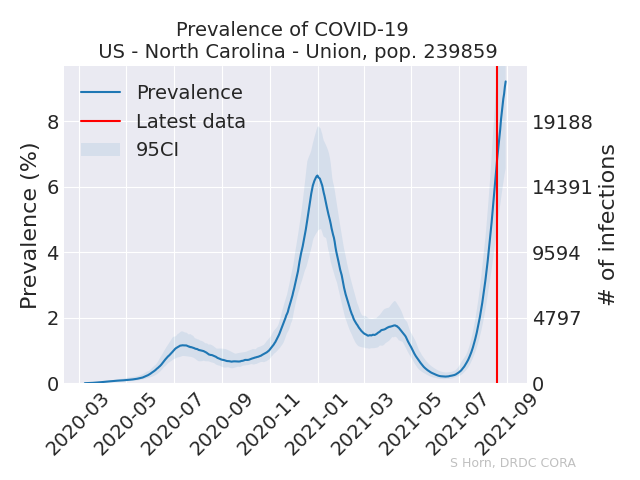 Prevalence of COVID-19
US - North Carolina - Union, pop. 239859
Prevalence
Latest data
95CI
Prevalence (%)
8
6
4
2
0
19188
14391
9594
4797
0
# of infections
2020-03
2020-05
2020-07
2020-09
2020-11
2021-01
2021-03
2021-05
2021-07
2021-09
S Horn, DRDC CORA